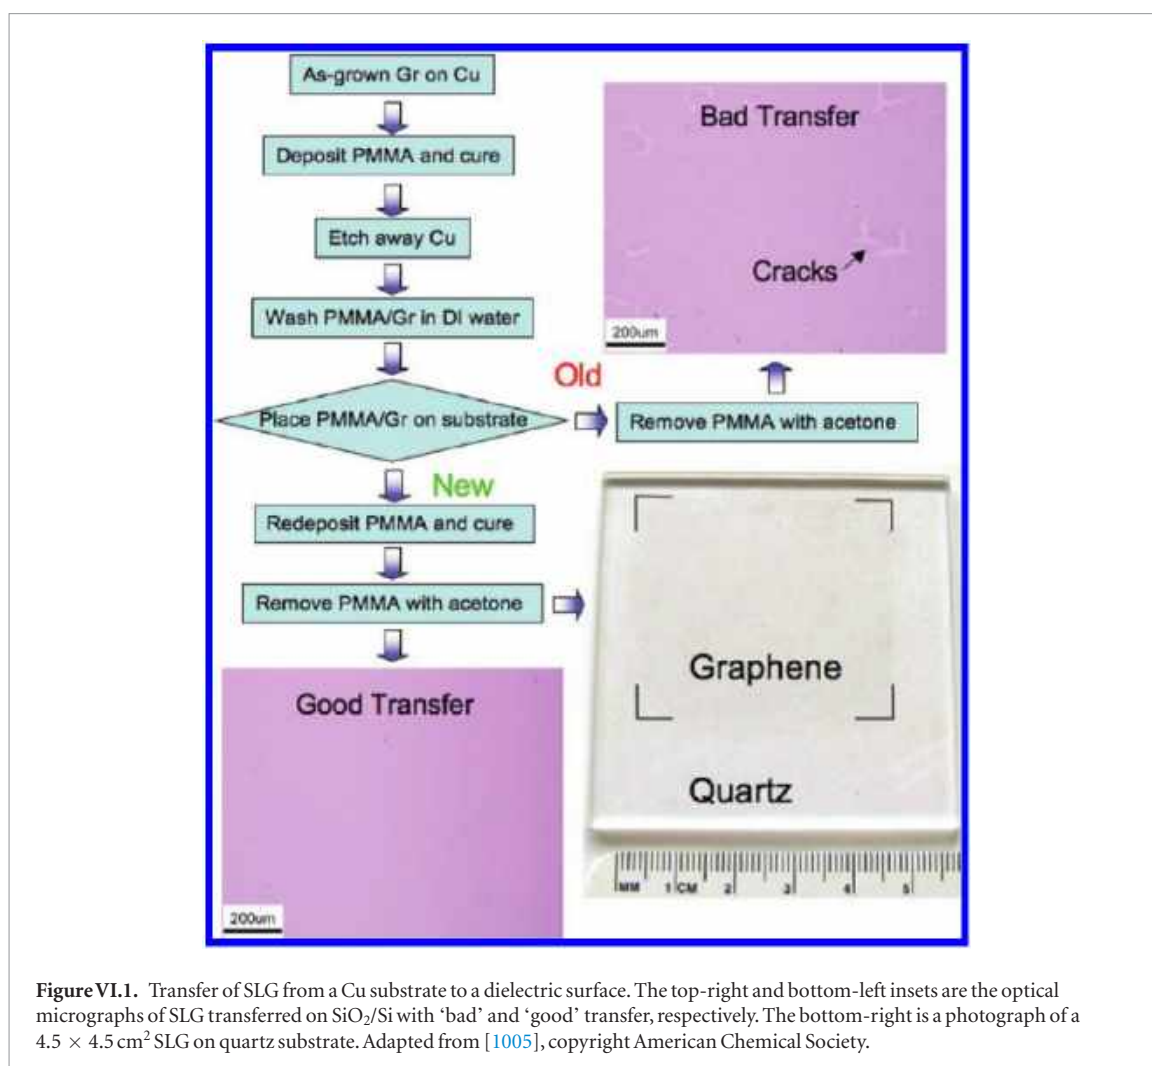 As-grown Gr on Cu
Deposit PMMA and cure
Etch away Cu
Wash PMMA/Gr in DI water
Place PMMA/Gr on substrate
Old
Remove PMMA with acetone
Bad Transfer
Cracks
200um
New
Redeposit PMMA and cure
Remove PMMA with acetone
Good Transfer
200um
Graphene
Quartz
MM 1 CM 2 3 4 5
Figure VI.1. Transfer of SLG from a Cu substrate to a dielectric surface. The top-right and bottom-left insets are the optical
micrographs of SLG transferred on SiO₂/Si with ‘bad’ and ‘good’ transfer, respectively. The bottom-right is a photograph of a
4.5 × 4.5 cm² SLG on quartz substrate. Adapted from [1005], copyright American Chemical Society.